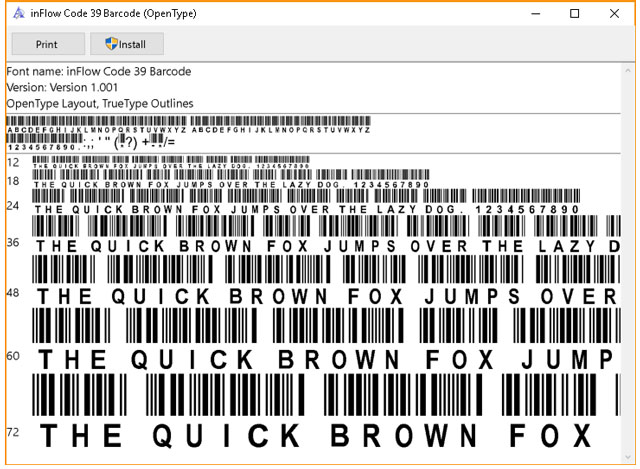 inFlow Code 39 Barcode (OpenType)
Print Install
Font name: inFlow Code 39 Barcode
Version: Version 1.001
OpenType Layout, TrueType Outlines
ABCDEFGHIJKLMNOPQRSTUVWXYZ ABCDEFGHIJKLMNOPQRSTUVWXYZ
1234567890.:,; ' " (!?) +-*/=
12 THE QUICK BROWN FOX JUMPS OVER THE LAZY DOG. 1234567890
18 THE QUICK BROWN FOX JUMPS OVER THE LAZY DOG. 1234567890
24 THE QUICK BROWN FOX JUMPS OVER THE LAZY DOG. 1234567890
36 THE QUICK BROWN FOX JUMPS OVER THE LAZY D
48 THE QUICK BROWN FOX JUMPS OVER
60 THE QUICK BROWN FOX JUMP
72 THE QUICK BROWN FOX